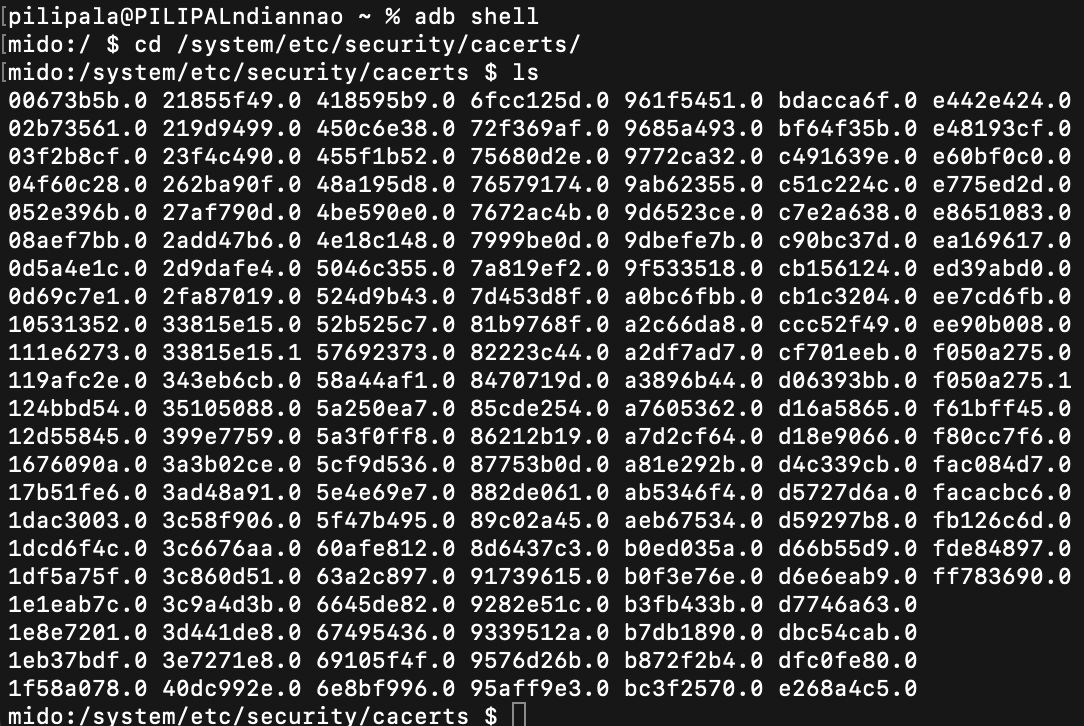 [pilipala@PILIPALndiannao ~ % adb shell
[mido:/ $ cd /system/etc/security/cacerts/
[mido:/system/etc/security/cacerts $ ls
00673b5b.0 21855f49.0 418595b9.0 6fcc125d.0 961f5451.0 bdacca6f.0 e442e424.0
02b73561.0 219d9499.0 450c6e38.0 72f369af.0 9685a493.0 bf64f35b.0 e48193cf.0
03f2b8cf.0 23f4c490.0 455f1b52.0 75680d2e.0 9772ca32.0 c491639e.0 e60bf0c0.0
04f60c28.0 262ba90f.0 48a195d8.0 76579174.0 9ab62355.0 c51c224c.0 e775ed2d.0
052e396b.0 27af790d.0 4be590e0.0 7672ac4b.0 9d6523ce.0 c7e2a638.0 e8651083.0
08aef7bb.0 2add47b6.0 4e18c148.0 7999be0d.0 9dbefe7b.0 c90bc37d.0 ea169617.0
0d5a4e1c.0 2d9dafe4.0 5046c355.0 7a819ef2.0 9f533518.0 cb156124.0 ed39abd0.0
0d69c7e1.0 2fa87019.0 524d9b43.0 7d453d8f.0 a0bc6fbb.0 cb1c3204.0 ee7cd6fb.0
10531352.0 33815e15.0 52b525c7.0 81b9768f.0 a2c66da8.0 ccc52f49.0 ee90b008.0
111e6273.0 33815e15.1 57692373.0 82223c44.0 a2df7ad7.0 cf701eeb.0 f050a275.0
119afc2e.0 343eb6cb.0 58a44af1.0 8470719d.0 a3896b44.0 d06393bb.0 f050a275.1
124bbd54.0 35105088.0 5a250ea7.0 85cde254.0 a7605362.0 d16a5865.0 f61bff45.0
12d55845.0 399e7759.0 5a3f0ff8.0 86212b19.0 a7d2cf64.0 d18e9066.0 f80cc7f6.0
1676090a.0 3a3b02ce.0 5cf9d536.0 87753b0d.0 a81e292b.0 d4c339cb.0 fac084d7.0
17b51fe6.0 3ad48a91.0 5e4e69e7.0 882de061.0 ab5346f4.0 d5727d6a.0 facacbc6.0
1dac3003.0 3c58f906.0 5f47b495.0 89c02a45.0 aeb67534.0 d59297b8.0 fb126c6d.0
1dcd6f4c.0 3c6676aa.0 60afe812.0 8d6437c3.0 b0ed035a.0 d66b55d9.0 fde84897.0
1df5a75f.0 3c860d51.0 63a2c897.0 91739615.0 b0f3e76e.0 d6e6eab9.0 ff783690.0
1e1eab7c.0 3c9a4d3b.0 6645de82.0 9282e51c.0 b3fb433b.0 d7746a63.0
1e8e7201.0 3d441de8.0 67495436.0 9339512a.0 b7db1890.0 dbc54cab.0
1eb37bdf.0 3e7271e8.0 69105f4f.0 9576d26b.0 b872f2b4.0 dfc0fe80.0
1f58a078.0 40dc992e.0 6e8bf996.0 95aff9e3.0 bc3f2570.0 e268a4c5.0
mido:/system/etc/security/cacerts $